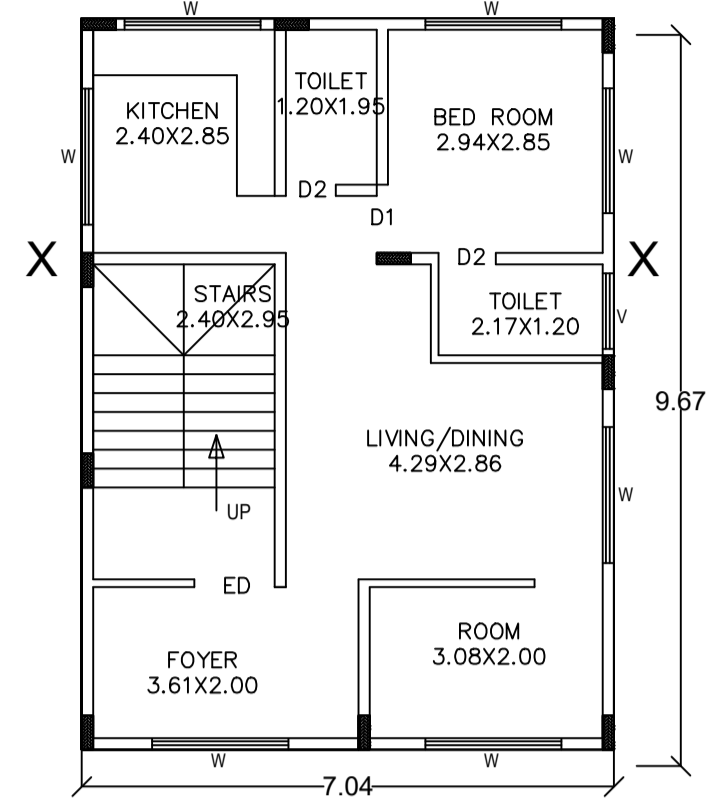 W
W
KITCHEN
2.40X2.85
TOILET
1.20X1.95
BED ROOM
2.94X2.85
W
W
D2
D1
X
D2
X
STAIRS
2.40X2.95
TOILET
2.17X1.20
V
9.67
LIVING/DINING
4.29X2.86
W
UP
ED
FOYER
3.61X2.00
ROOM
3.08X2.00
W
W
7.04